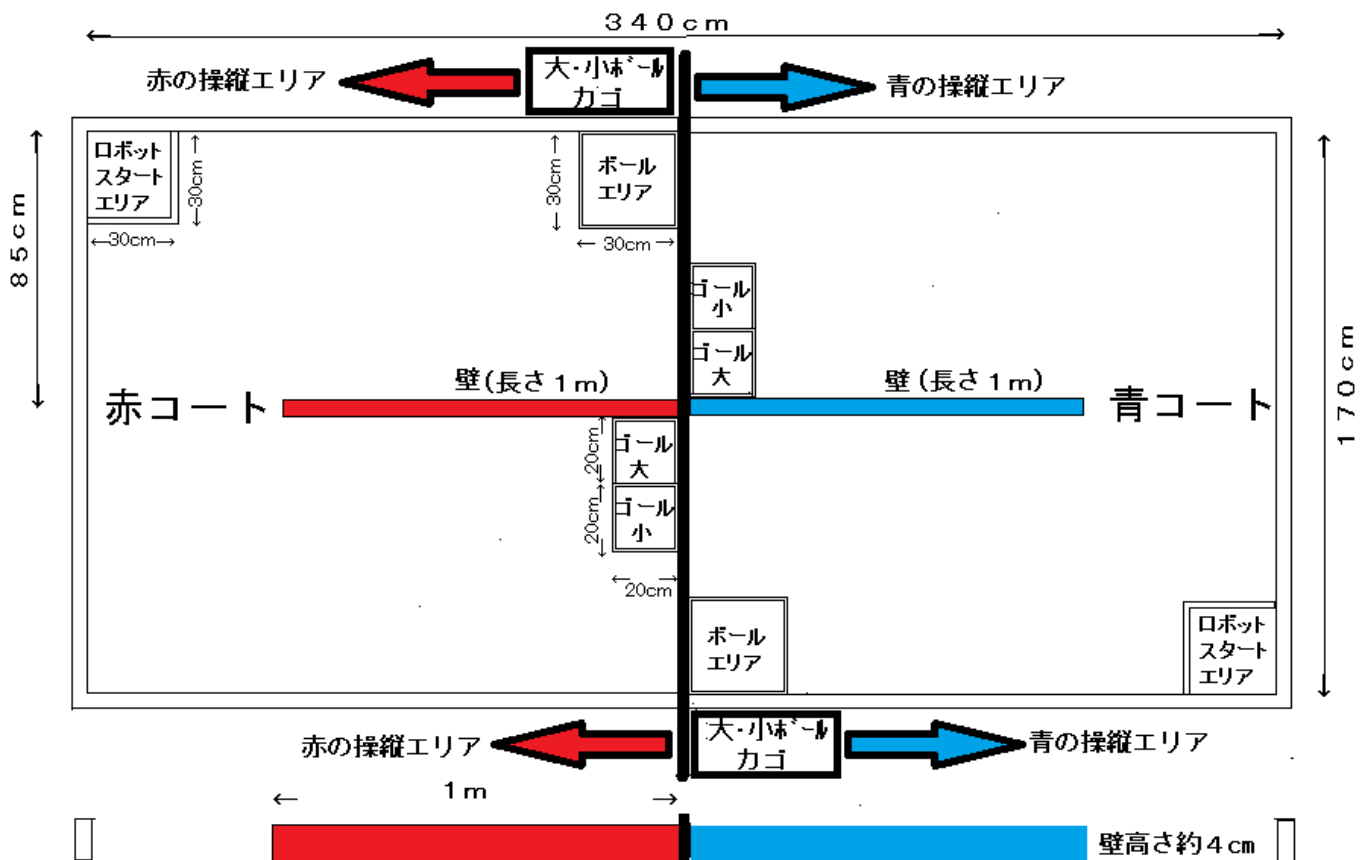 340cm
赤の操縦エリア
大・小ボール
カゴ
青の操縦エリア
85cm
ロボット
スタート
エリア
30cm
30cm
30cm
ボール
エリア
30cm
ゴール
小
ゴール
大
170cm
壁(長さ1m)
壁(長さ1m)
赤コート
青コート
20cm
ゴール
大
20cm
ゴール
小
20cm
ボール
エリア
ロボット
スタート
エリア
赤の操縦エリア
大・小ボール
カゴ
青の操縦エリア
1m
壁高さ約4cm